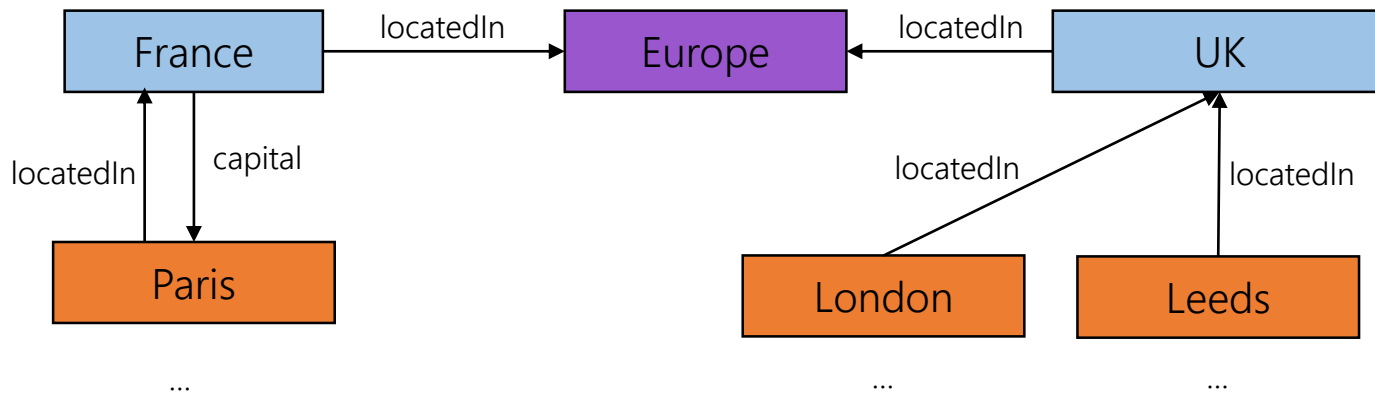 locatedIn
locatedIn
France
Europe
UK
locatedIn
capital
locatedIn
locatedIn
Paris
London
Leeds
...
...
...